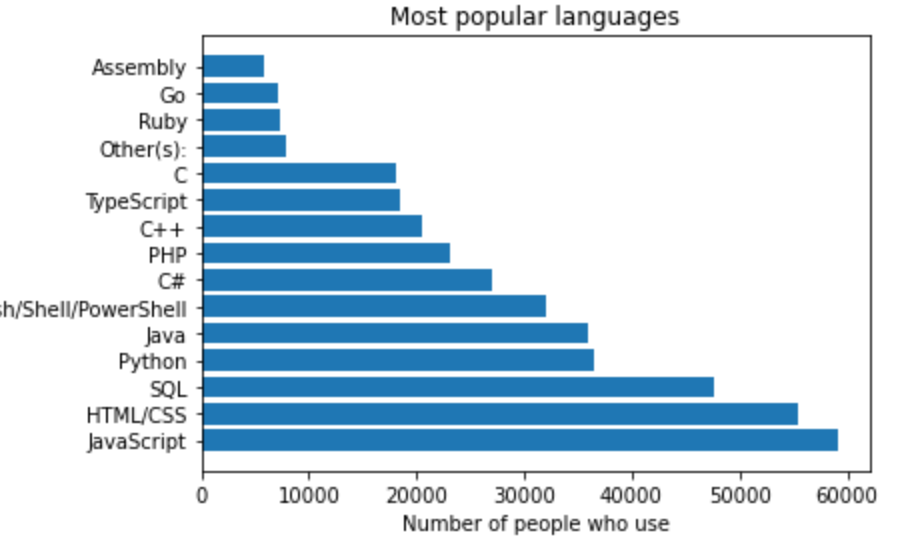 Most popular languages
Assembly
Go
Ruby
Other(s):
C
TypeScript
C++
PHP
C#
sh/Shell/PowerShell
Java
Python
SQL
HTML/CSS
JavaScript
0 10000 20000 30000 40000 50000 60000
Number of people who use